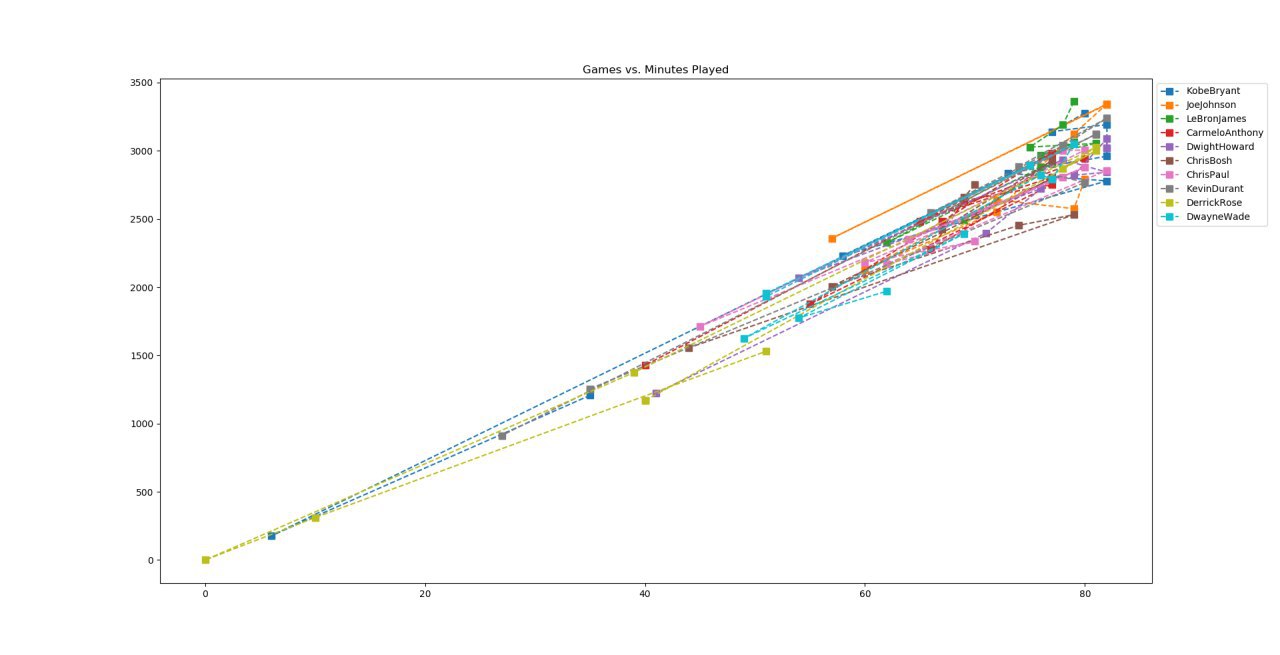 Games vs. Minutes Played
3500
3000
2500
2000
1500
1000
500
0
0 20 40 60 80
KobeBryant
JoeJohnson
LeBronJames
CarmeloAnthony
DwightHoward
ChrisBosh
ChrisPaul
KevinDurant
DerrickRose
DwayneWade